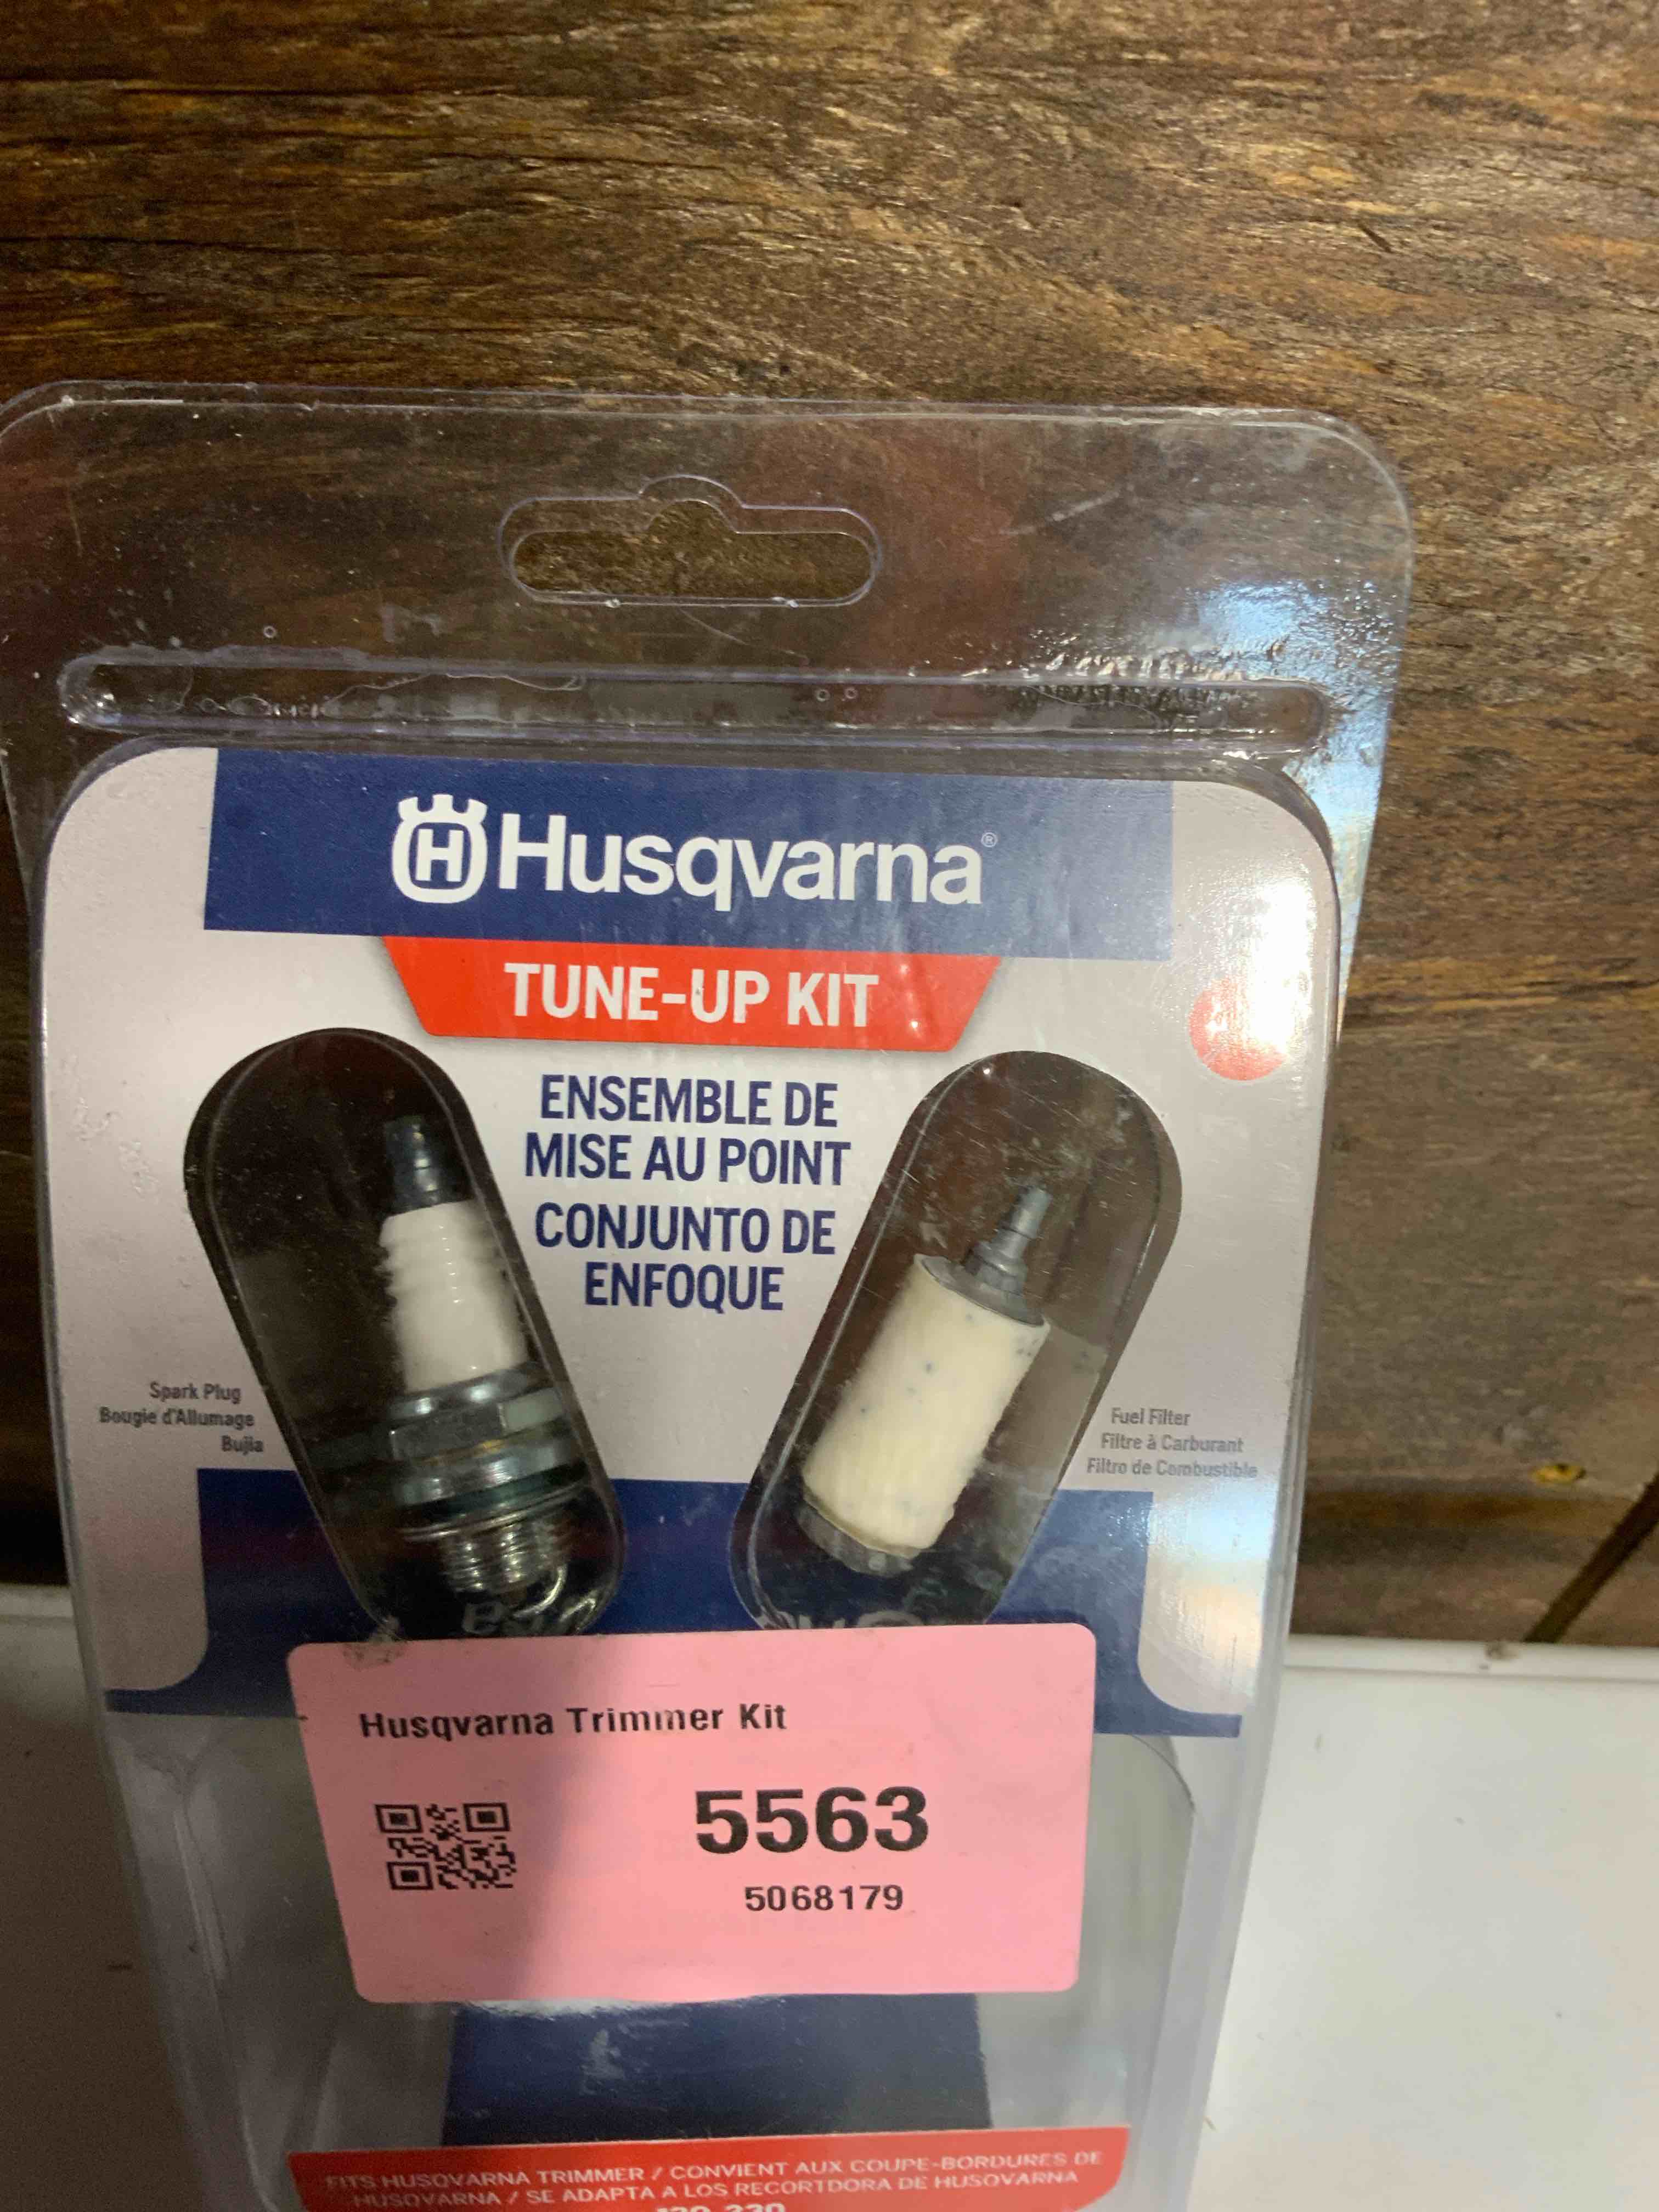 Husqvarna®
TUNE-UP KIT
ENSEMBLE DE
MISE AU POINT
CONJUNTO DE
ENFOQUE
Spark Plug
Bougie d'Allumage
Bujia
Fuel Filter
Filtre à Carburant
Filtro de Combustible
Husqvarna Trimmer Kit
5563
5068179
FITS HUSQVARNA TRIMMER / CONVIENT AUX COUPE-BORDURES DE
HUSQVARNA / SE ADAPTA A LOS RECORTDORA DE HUSQVARNA